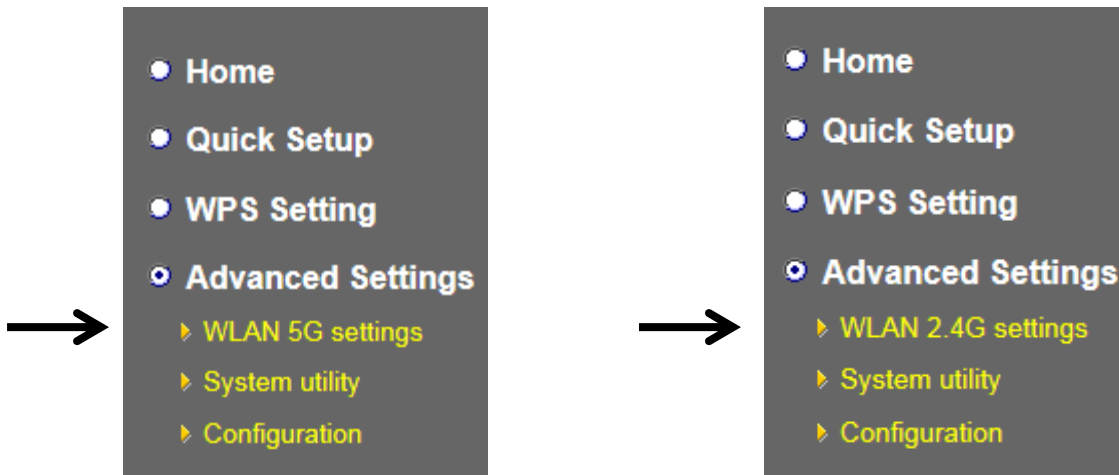 Home
Quick Setup
WPS Setting
Advanced Settings
WLAN 5G settings
System utility
Configuration
Home
Quick Setup
WPS Setting
Advanced Settings
WLAN 2.4G settings
System utility
Configuration